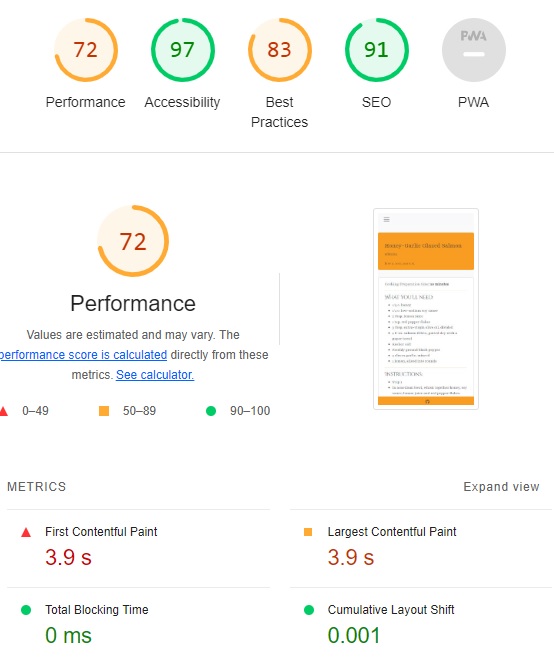 72
97
83
91
PWA
Performance
Accessibility
Best
Practices
SEO
PWA
72
Performance
Values are estimated and may vary. The
performance score is calculated directly from these
metrics. See calculator.
0–49
50–89
90–100
Honey-Garlic Glazed Salmon
WHAT YOU'LL NEED
INSTRUCTIONS
METRICS
Expand view
First Contentful Paint
3.9 s
Largest Contentful Paint
3.9 s
Total Blocking Time
0 ms
Cumulative Layout Shift
0.001